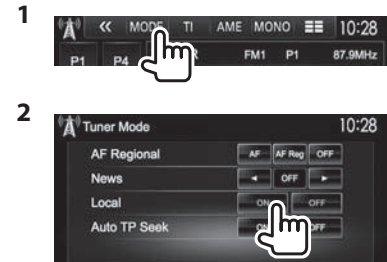 1
MODE TI AME MONO 10:28
P1 P4 FM1 P1 87.9MHz
2
Tuner Mode 10:28
AF Regional AF AF Reg OFF
News OFF
Local ON OFF
Auto TP Seek